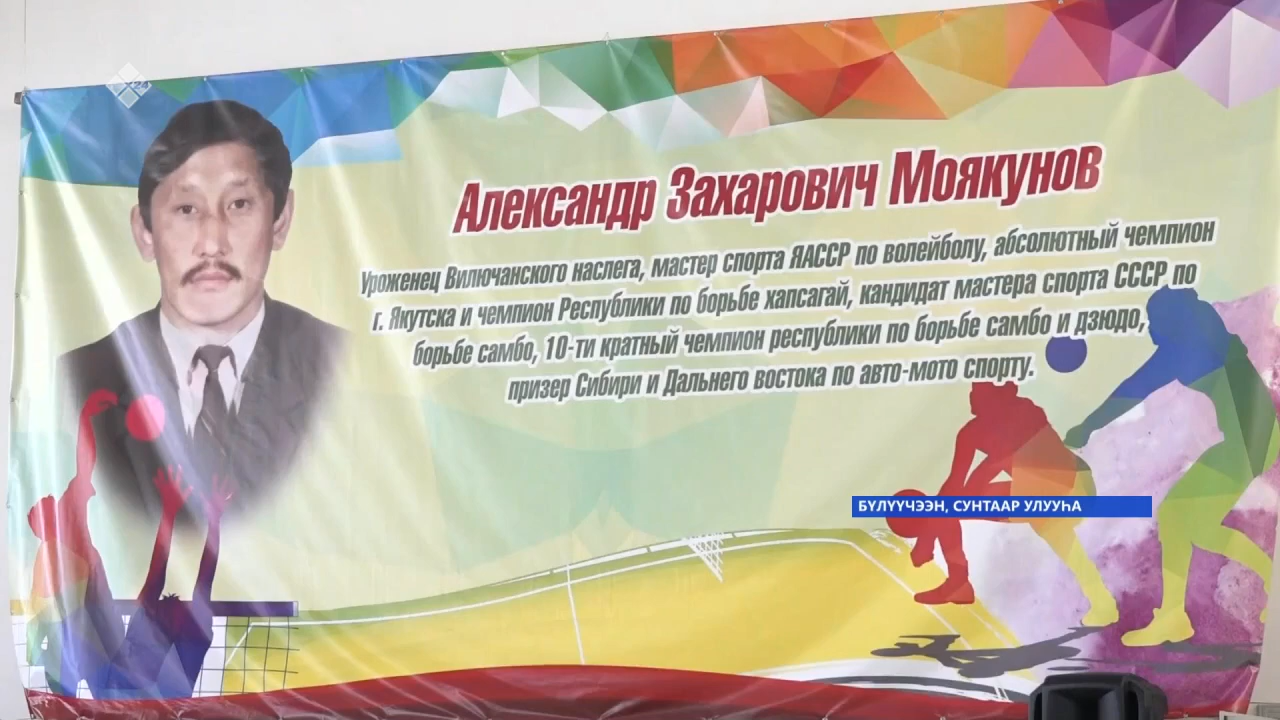 Х24
Александр Захарович Моякунов
Уроженец Вилючанского наслега, мастер спорта ЯАССР по волейболу, абсолютный чемпион
г. Якутска и чемпион Республики по борьбе хапсагай, кандидат мастера спорта СССР по
борьбе самбо, 10-ти кратный чемпион республики по борьбе самбо и дзюдо,
призер Сибири и Дальнего востока по авто-мото спорту.
БҮЛҮҮЧЭЭН, СУНТААР УЛУУҺА